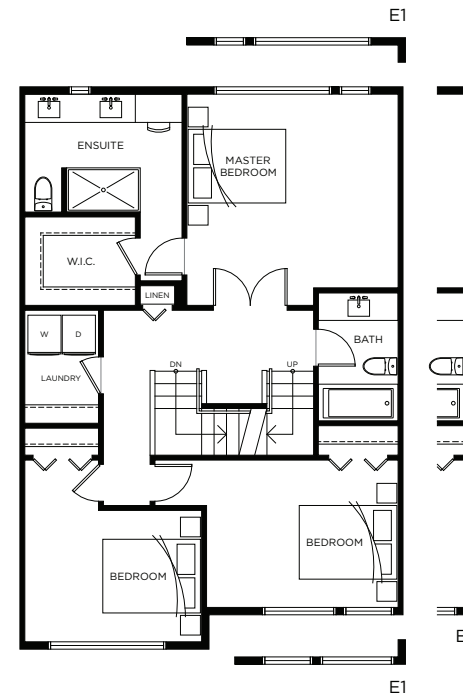 E1
ENSUITE
MASTER
BEDROOM
W.I.C.
LINEN
W D
BATH
DN UP
LAUNDRY
BEDROOM
BEDROOM
E
E1